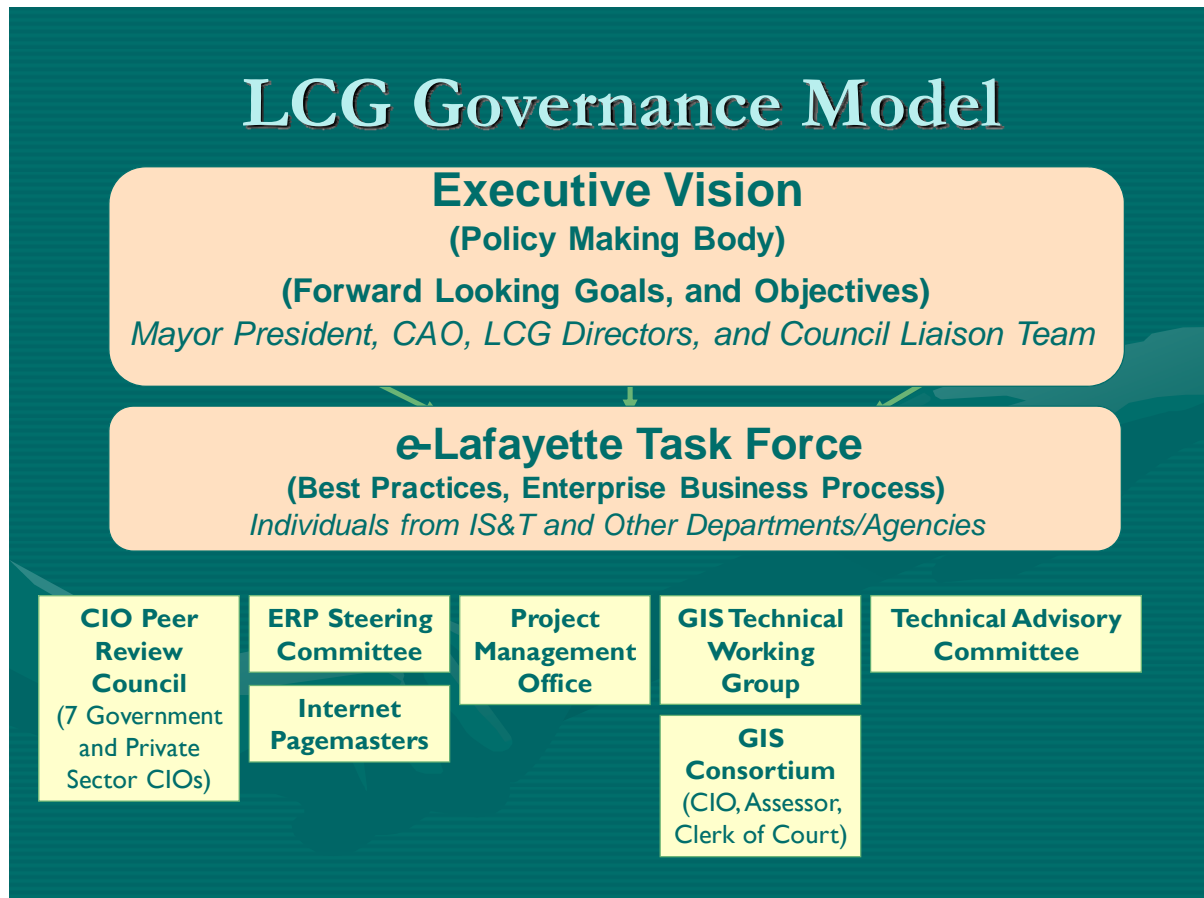 LCG Governance Model
Executive Vision
(Policy Making Body)
(Forward Looking Goals, and Objectives)
Mayor President, CAO, LCG Directors, and Council Liaison Team
e-Lafayette Task Force
(Best Practices, Enterprise Business Process)
Individuals from IS&T and Other Departments/Agencies
CIO Peer
Review
Council
(7 Government
and Private
Sector CIOs)
ERP Steering
Committee
Internet
Pagemasters
Project
Management
Office
GIS Technical
Working
Group
GIS
Consortium
(CIO, Assessor,
Clerk of Court)
Technical Advisory
Committee